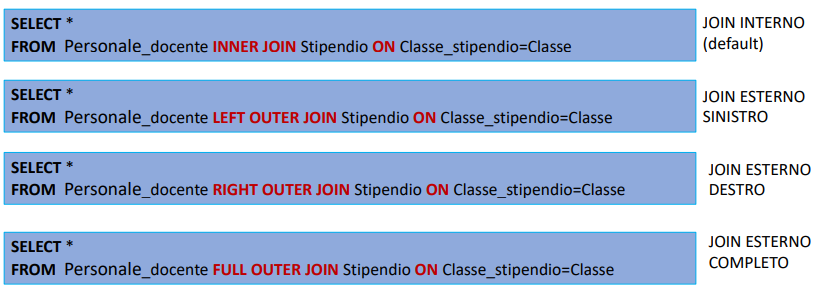 SELECT *
FROM Personale_docente INNER JOIN Stipendio ON Classe_stipendio=Classe
JOIN INTERNO
(default)
SELECT *
FROM Personale_docente LEFT OUTER JOIN Stipendio ON Classe_stipendio=Classe
JOIN ESTERNO
SINISTRO
SELECT *
FROM Personale_docente RIGHT OUTER JOIN Stipendio ON Classe_stipendio=Classe
JOIN ESTERNO
DESTRO
SELECT *
FROM Personale_docente FULL OUTER JOIN Stipendio ON Classe_stipendio=Classe
JOIN ESTERNO
COMPLETO